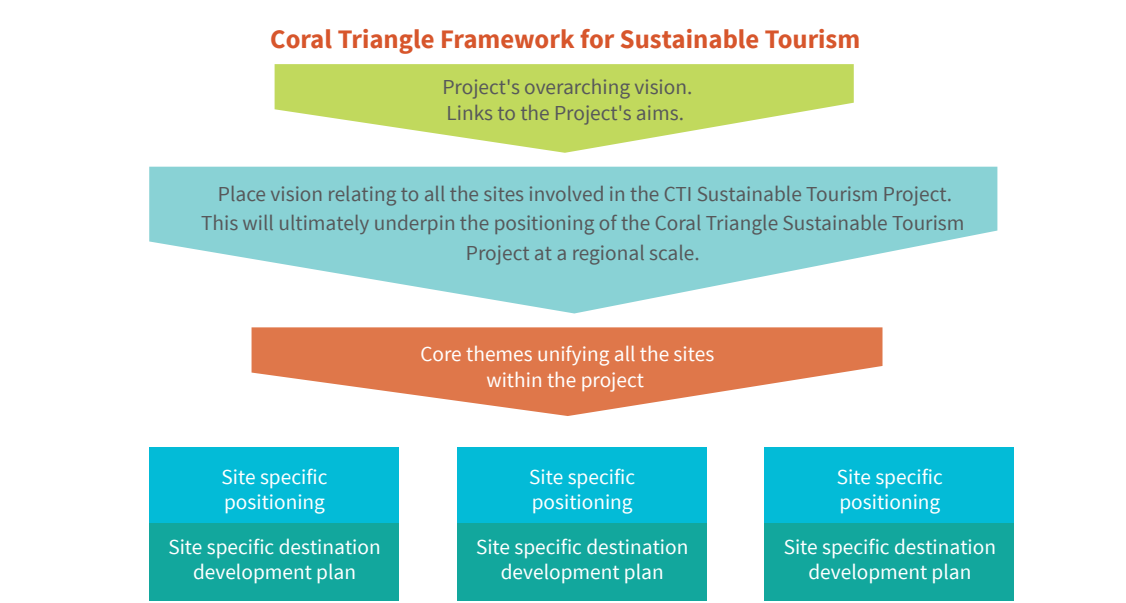 Coral Triangle Framework for Sustainable Tourism
Project's overarching vision.
Links to the Project's aims.
Place vision relating to all the sites involved in the CTI Sustainable Tourism Project.
This will ultimately underpin the positioning of the Coral Triangle Sustainable Tourism
Project at a regional scale.
Core themes unifying all the sites
within the project
Site specific
positioning
Site specific destination
development plan
Site specific
positioning
Site specific destination
development plan
Site specific
positioning
Site specific destination
development plan